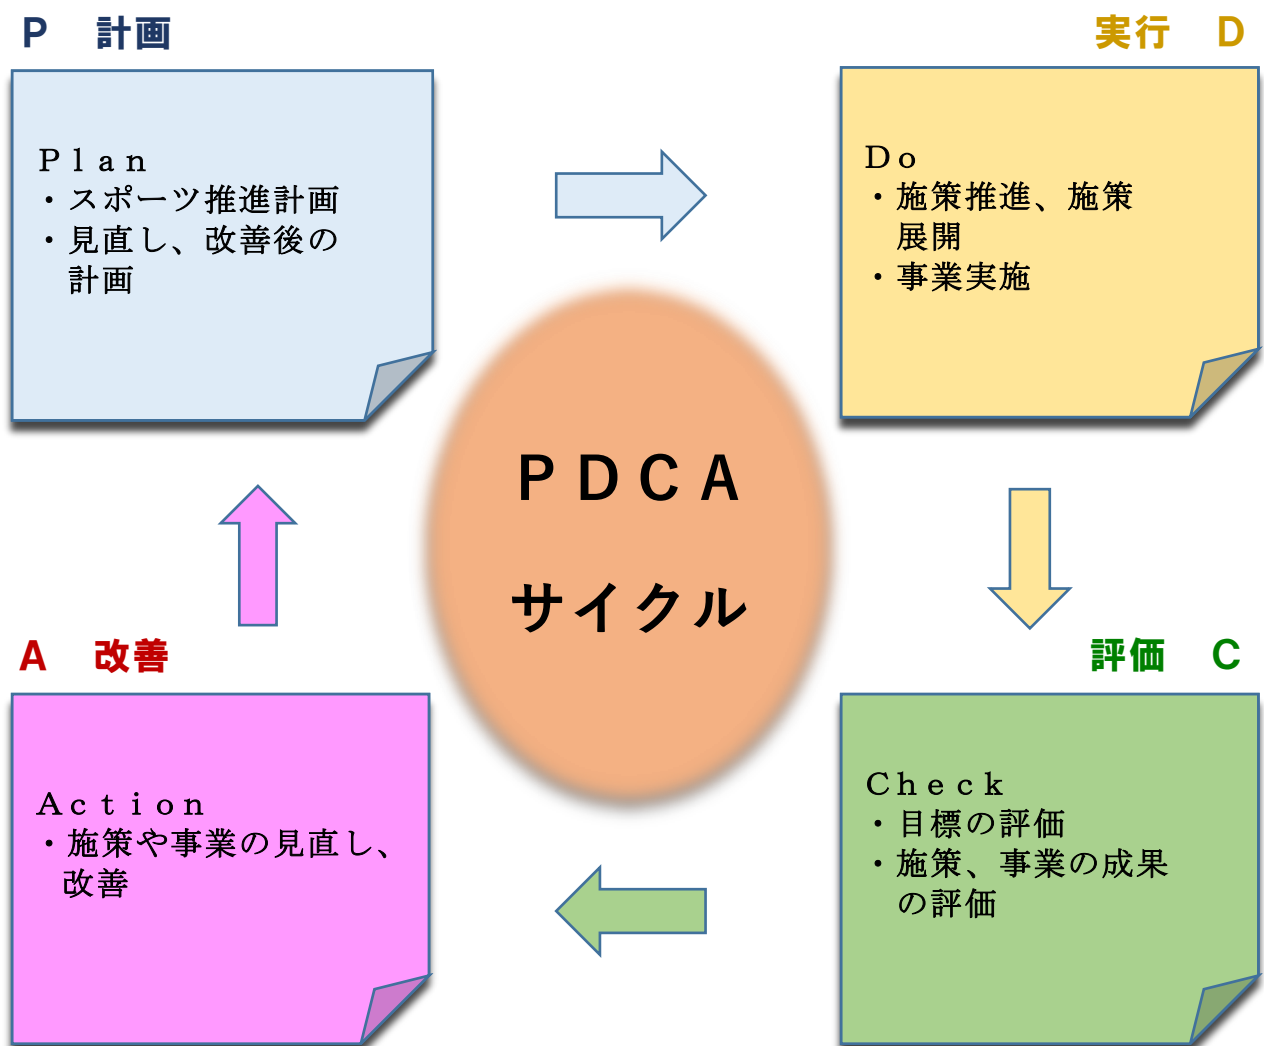 P 計画
実行 D
Plan
・スポーツ推進計画
・見直し、改善後の
計画
Do
・施策推進、施策
展開
・事業実施
PDCA
サイクル
A 改善
評価 C
Action
・施策や事業の見直し、
改善
Check
・目標の評価
・施策、事業の成果
の評価